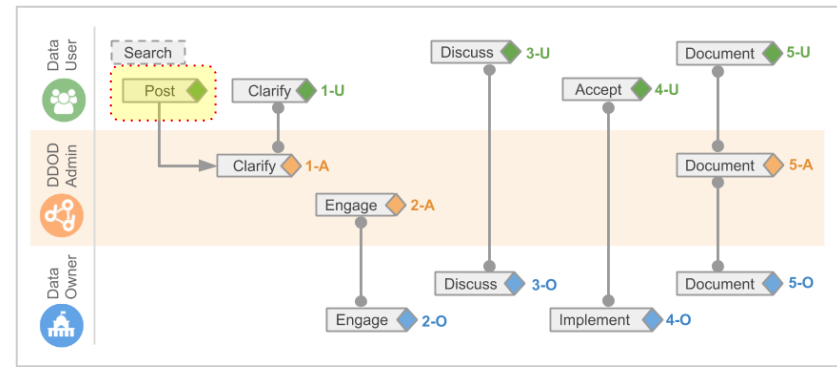 Data
User
Search
Post
Clarify
1-U
Discuss
3-U
Accept
4-U
Document
5-U
DDOD
Admin
Clarify
1-A
Engage
2-A
Document
5-A
Data
Owner
Engage
2-O
Discuss
3-O
Implement
4-O
Document
5-O